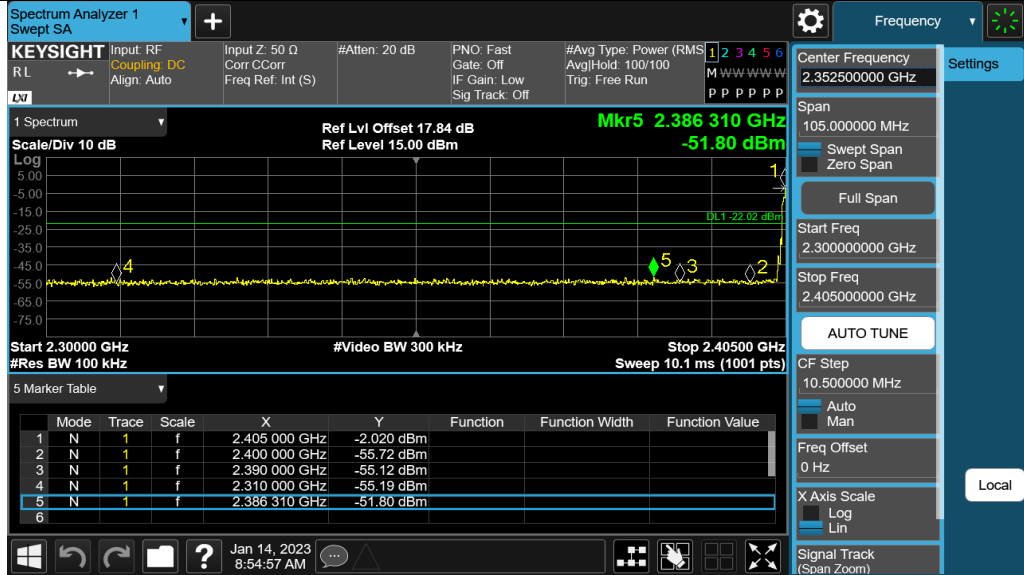 Spectrum Analyzer 1
Swept SA
Frequency
KEYSIGHT
R L
LXI
Input: RF
Coupling: DC
Align: Auto
Input Z: 50 Ω
Corr CCorr
Freq Ref: Int (S)
#Atten: 20 dB
PNO: Fast
Gate: Off
IF Gain: Low
Sig Track: Off
#Avg Type: Power (RMS
Avg|Hold: 100/100
Trig: Free Run
1 2 3 4 5 6
M W W W W W
P P P P P P
1 Spectrum
Scale/Div 10 dB
Ref Lvl Offset 17.84 dB
Ref Level 15.00 dBm
Mkr5 2.386 310 GHz
-51.80 dBm
Log
5.00
-5.00
-15.0
-25.0
-35.0
-45.0
-55.0
-65.0
-75.0
1
DL1 -22.02 dBm
4
5
3
2
Start 2.30000 GHz
#Video BW 300 kHz
Stop 2.40500 GHz
#Res BW 100 kHz
Sweep 10.1 ms (1001 pts)
5 Marker Table
Mode Trace Scale X Y Function Function Width Function Value
1 N 1 f 2.405 000 GHz -2.020 dBm
2 N 1 f 2.400 000 GHz -55.72 dBm
3 N 1 f 2.390 000 GHz -55.12 dBm
4 N 1 f 2.310 000 GHz -55.19 dBm
5 N 1 f 2.386 310 GHz -51.80 dBm
6
?
Jan 14, 2023
8:54:57 AM
Center Frequency
2.352500000 GHz
Span
105.000000 MHz
Swept Span
Zero Span
Full Span
Start Freq
2.300000000 GHz
Stop Freq
2.405000000 GHz
AUTO TUNE
CF Step
10.500000 MHz
Auto
Man
Freq Offset
0 Hz
X Axis Scale
Log
Lin
Signal Track
(Span Zoom)
Settings
Local